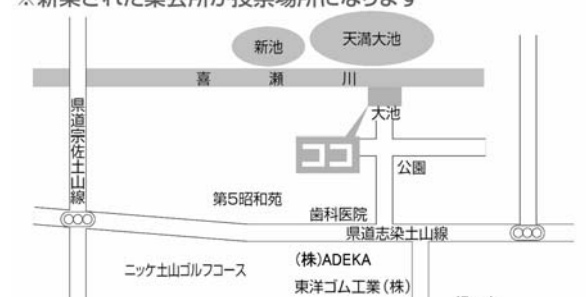 ※新築された集会所が投票場所になります
新池
天満大池
喜瀬川
大池
県道宗佐土山線
ココ
公園
第5昭和苑
歯科医院
県道志染土山線
(株)ADEKA
ニッケ土山ゴルフコース
東洋ゴム工業(株)